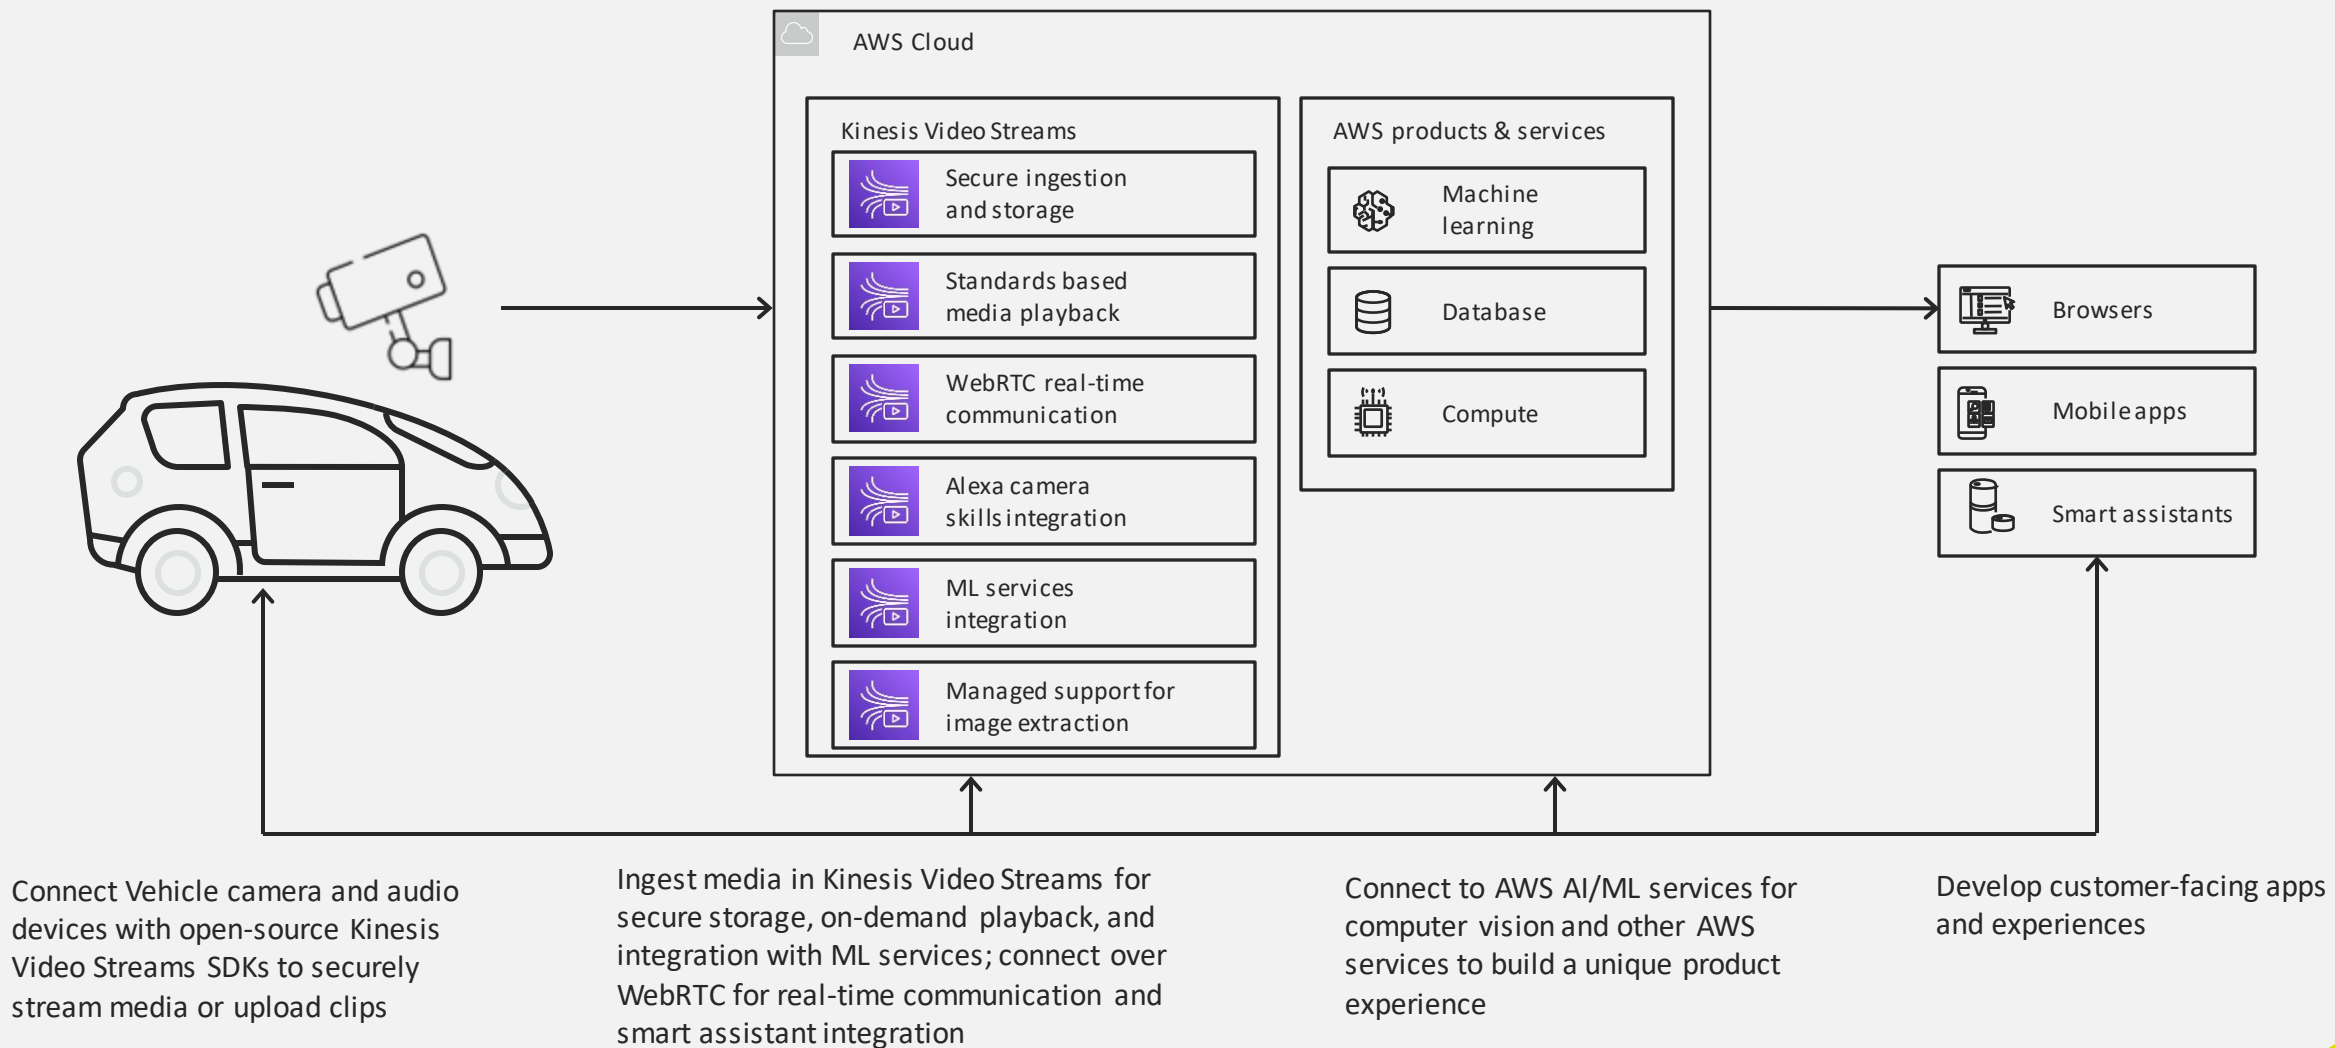 AWS Cloud
Kinesis Video Streams
Secure ingestion
and storage
Standards based
media playback
WebRTC real-time
communication
Alexa camera
skills integration
ML services
integration
Managed support for
image extraction
AWS products & services
Machine
learning
Database
Compute
Browsers
Mobile apps
Smart assistants
Connect Vehicle camera and audio
devices with open-source Kinesis
Video Streams SDKs to securely
stream media or upload clips
Ingest media in Kinesis Video Streams for
secure storage, on-demand playback, and
integration with ML services; connect over
WebRTC for real-time communication and
smart assistant integration
Connect to AWS AI/ML services for
computer vision and other AWS
services to build a unique product
experience
Develop customer-facing apps
and experiences